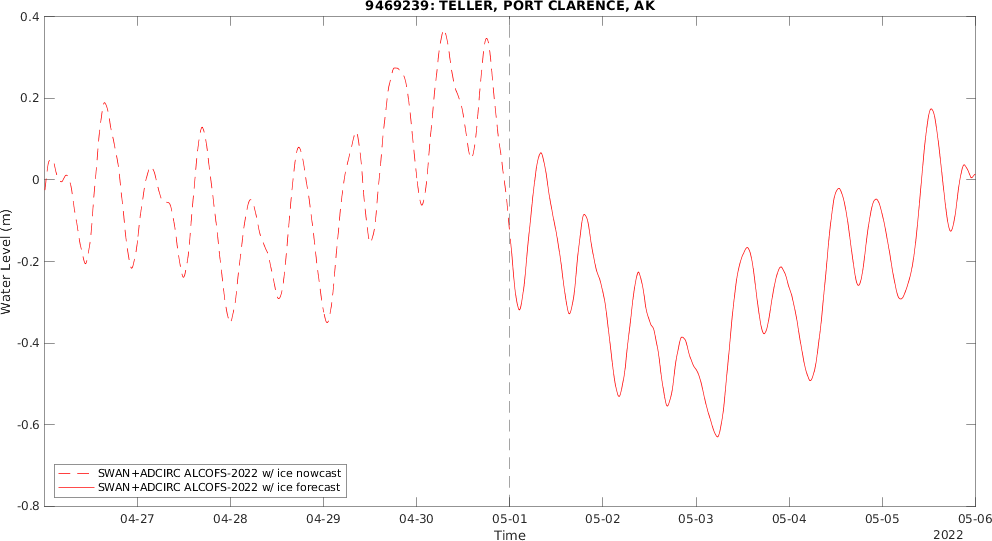 9469239: TELLER, PORT CLARENCE, AK
Water Level (m)
0.4
0.2
0
-0.2
-0.4
-0.6
-0.8
SWAN+ADCIRC ALCOFS-2022 w/ ice nowcast
SWAN+ADCIRC ALCOFS-2022 w/ ice forecast
04-27 04-28 04-29 04-30 05-01 05-02 05-03 05-04 05-05 05-06
Time
2022